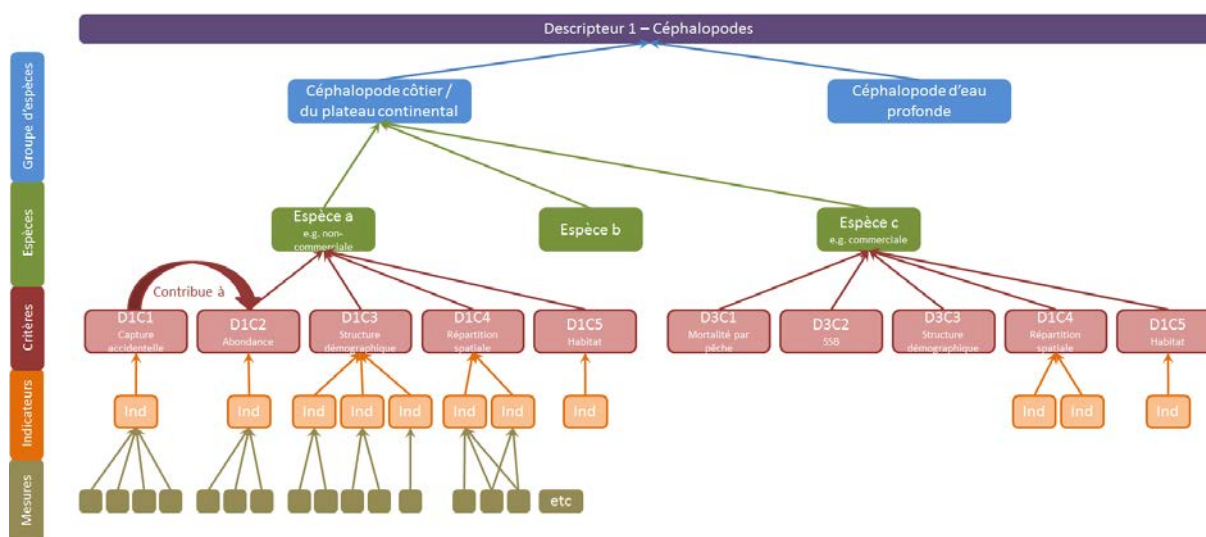 Descripteur 1 – Céphalopodes
Groupe d'espèces
Céphalopode côtier /
du plateau continental
Céphalopode d'eau
profonde
Espèces
Espèce a
e.g. non-
commerciale
Espèce b
Espèce c
e.g. commerciale
Critères
Contribue à
D1C1
Capture
accidentelle
D1C2
Abondance
D1C3
Structure
démographique
D1C4
Répartition
spatiale
D1C5
Habitat
D3C1
Mortalité par
pêche
D3C2
SSB
D3C3
Structure
démographique
D1C4
Répartition
spatiale
D1C5
Habitat
Indicateurs
Ind
Ind
Ind
Ind
Ind
Ind
Ind
Ind
Ind
Ind
Ind
Mesures
etc